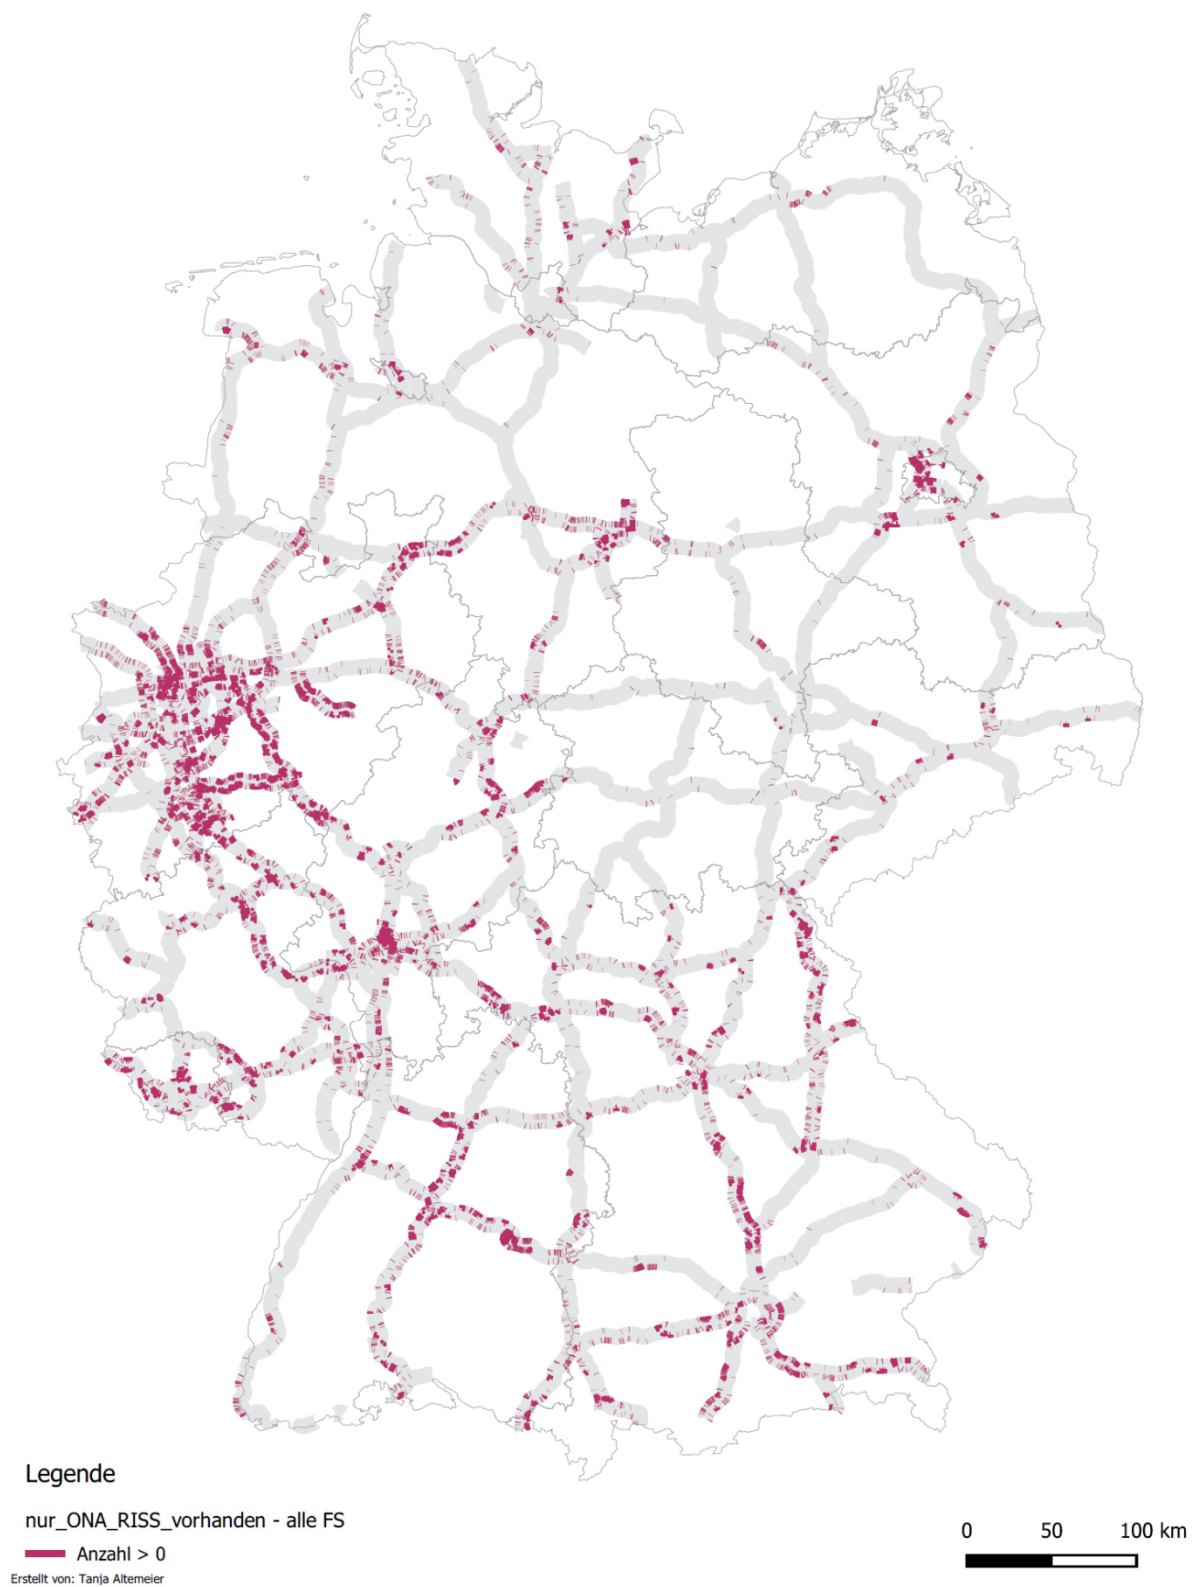 Legende
nur_ONA_RISS_vorhanden - alle FS
Anzahl > 0
Erstellt von: Tanja Altemeier
0 50 100 km